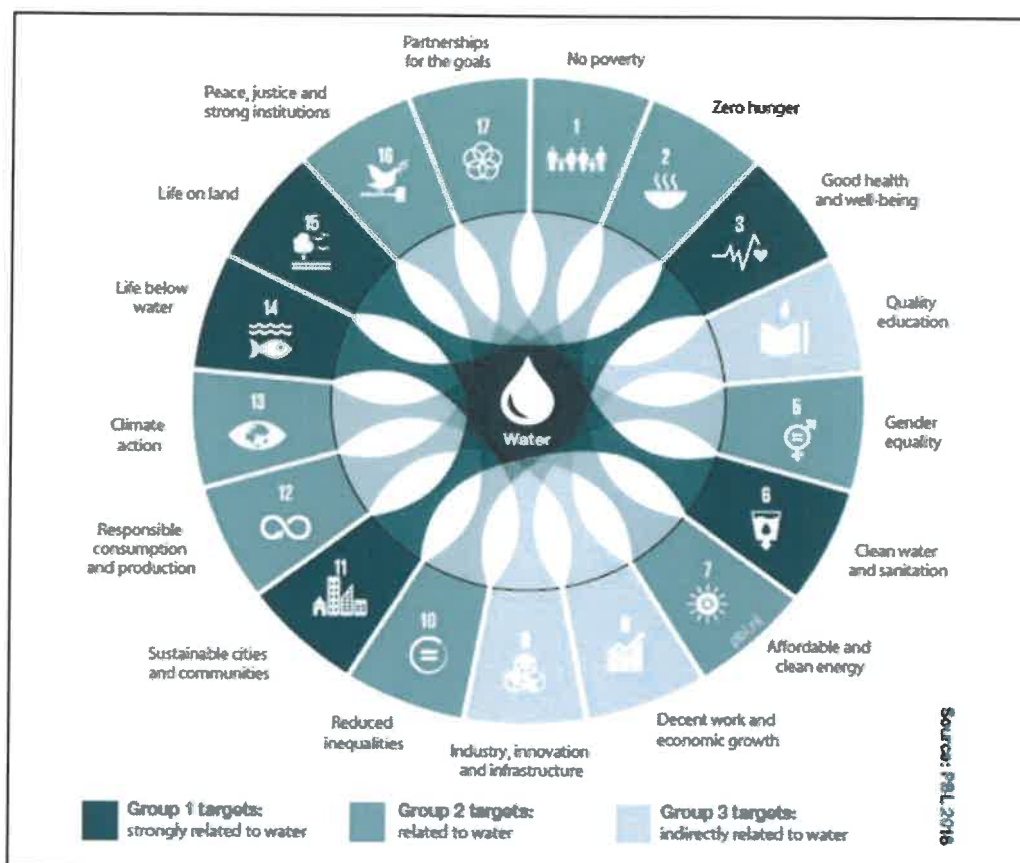 Partnerships
for the goals
No poverty
Peace, justice and
strong institutions
Zero hunger
Life on land
Good health
and well-being
Life below
water
Quality
education
Climate
action
Gender
equality
Responsible
consumption
and production
Clean water
and sanitation
Sustainable cities
and communities
Affordable and
clean energy
Reduced
inequalities
Industry, innovation
and infrastructure
Decent work and
economic growth
17
1
16
2
15
3
14
13
12
6
11
7
10
Water
Group 1 targets:
strongly related to water
Group 2 targets:
related to water
Group 3 targets:
indirectly related to water
Source: PBL 2018